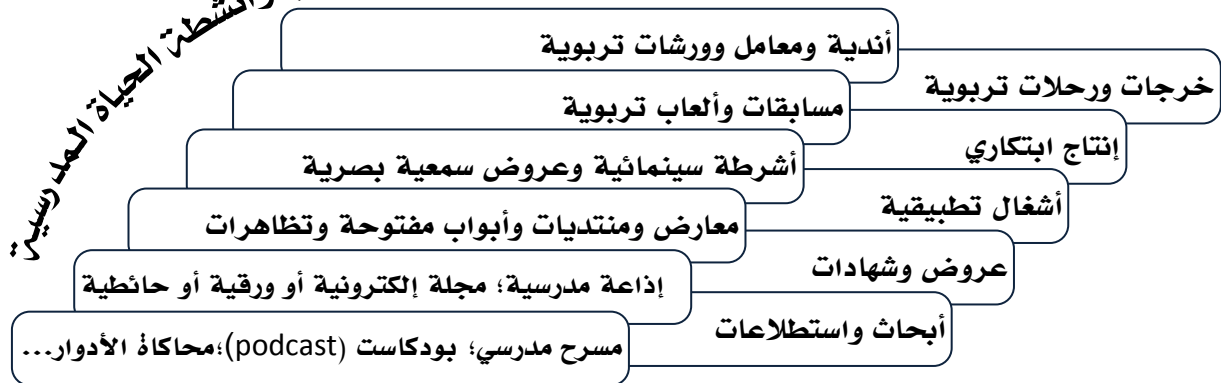 وأنشطة الحياة المدرسية
أندية ومعامل وورشات تربوية
خرجات ورحلات تربوية
مسابقات وألعاب تربوية
إنتاج ابتكاري
أشرطة سينمائية وعروض سمعية بصرية
أشغال تطبيقية
معارض ومنتديات وأبواب مفتوحة وتظاهرات
عروض وشهادات
إذاعة مدرسية؛ مجلة إلكترونية أو ورقية أو حائطية
أبحاث واستطلاعات
مسرح مدرسي؛ بودكاست (podcast)؛محاكاة الأدوار...